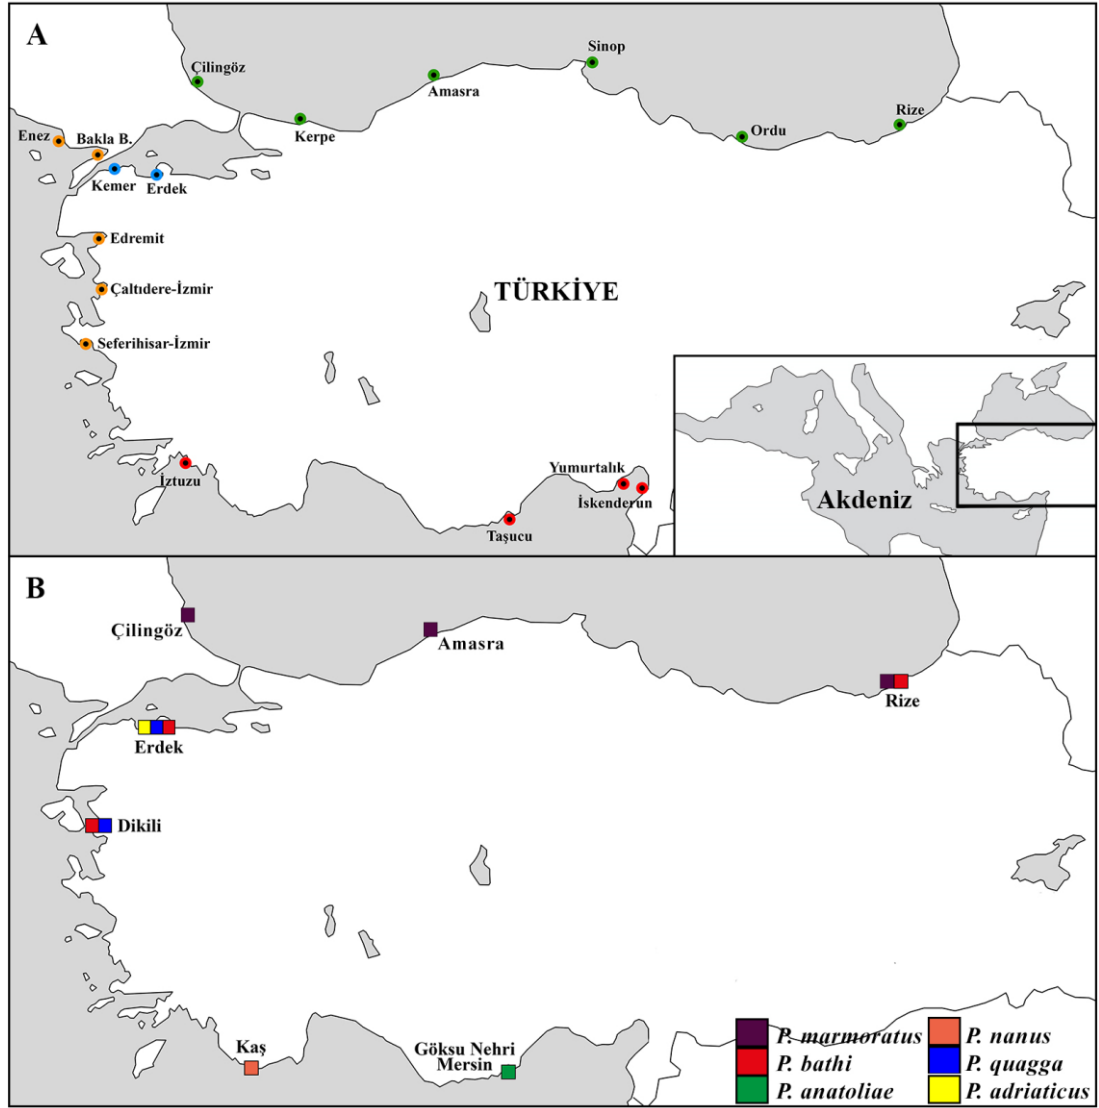 A
Sinop
Çilingöz
Amasra
Rize
Kerpe
Ordu
Enez
Bakla B.
Kemer
Erdek
Edremit
Çaltıdere-İzmir
TÜRKİYE
Seferihisar-İzmir
Yumurtalık
İztuzu
İskenderun
Taşucu
Akdeniz
B
Çilingöz
Amasra
Rize
Erdek
Dikili
Kaş
Göksu Nehri
Mersin
P. marmoratus
P. nanus
P. bathi
P. quagga
P. anatoliae
P. adriaticus